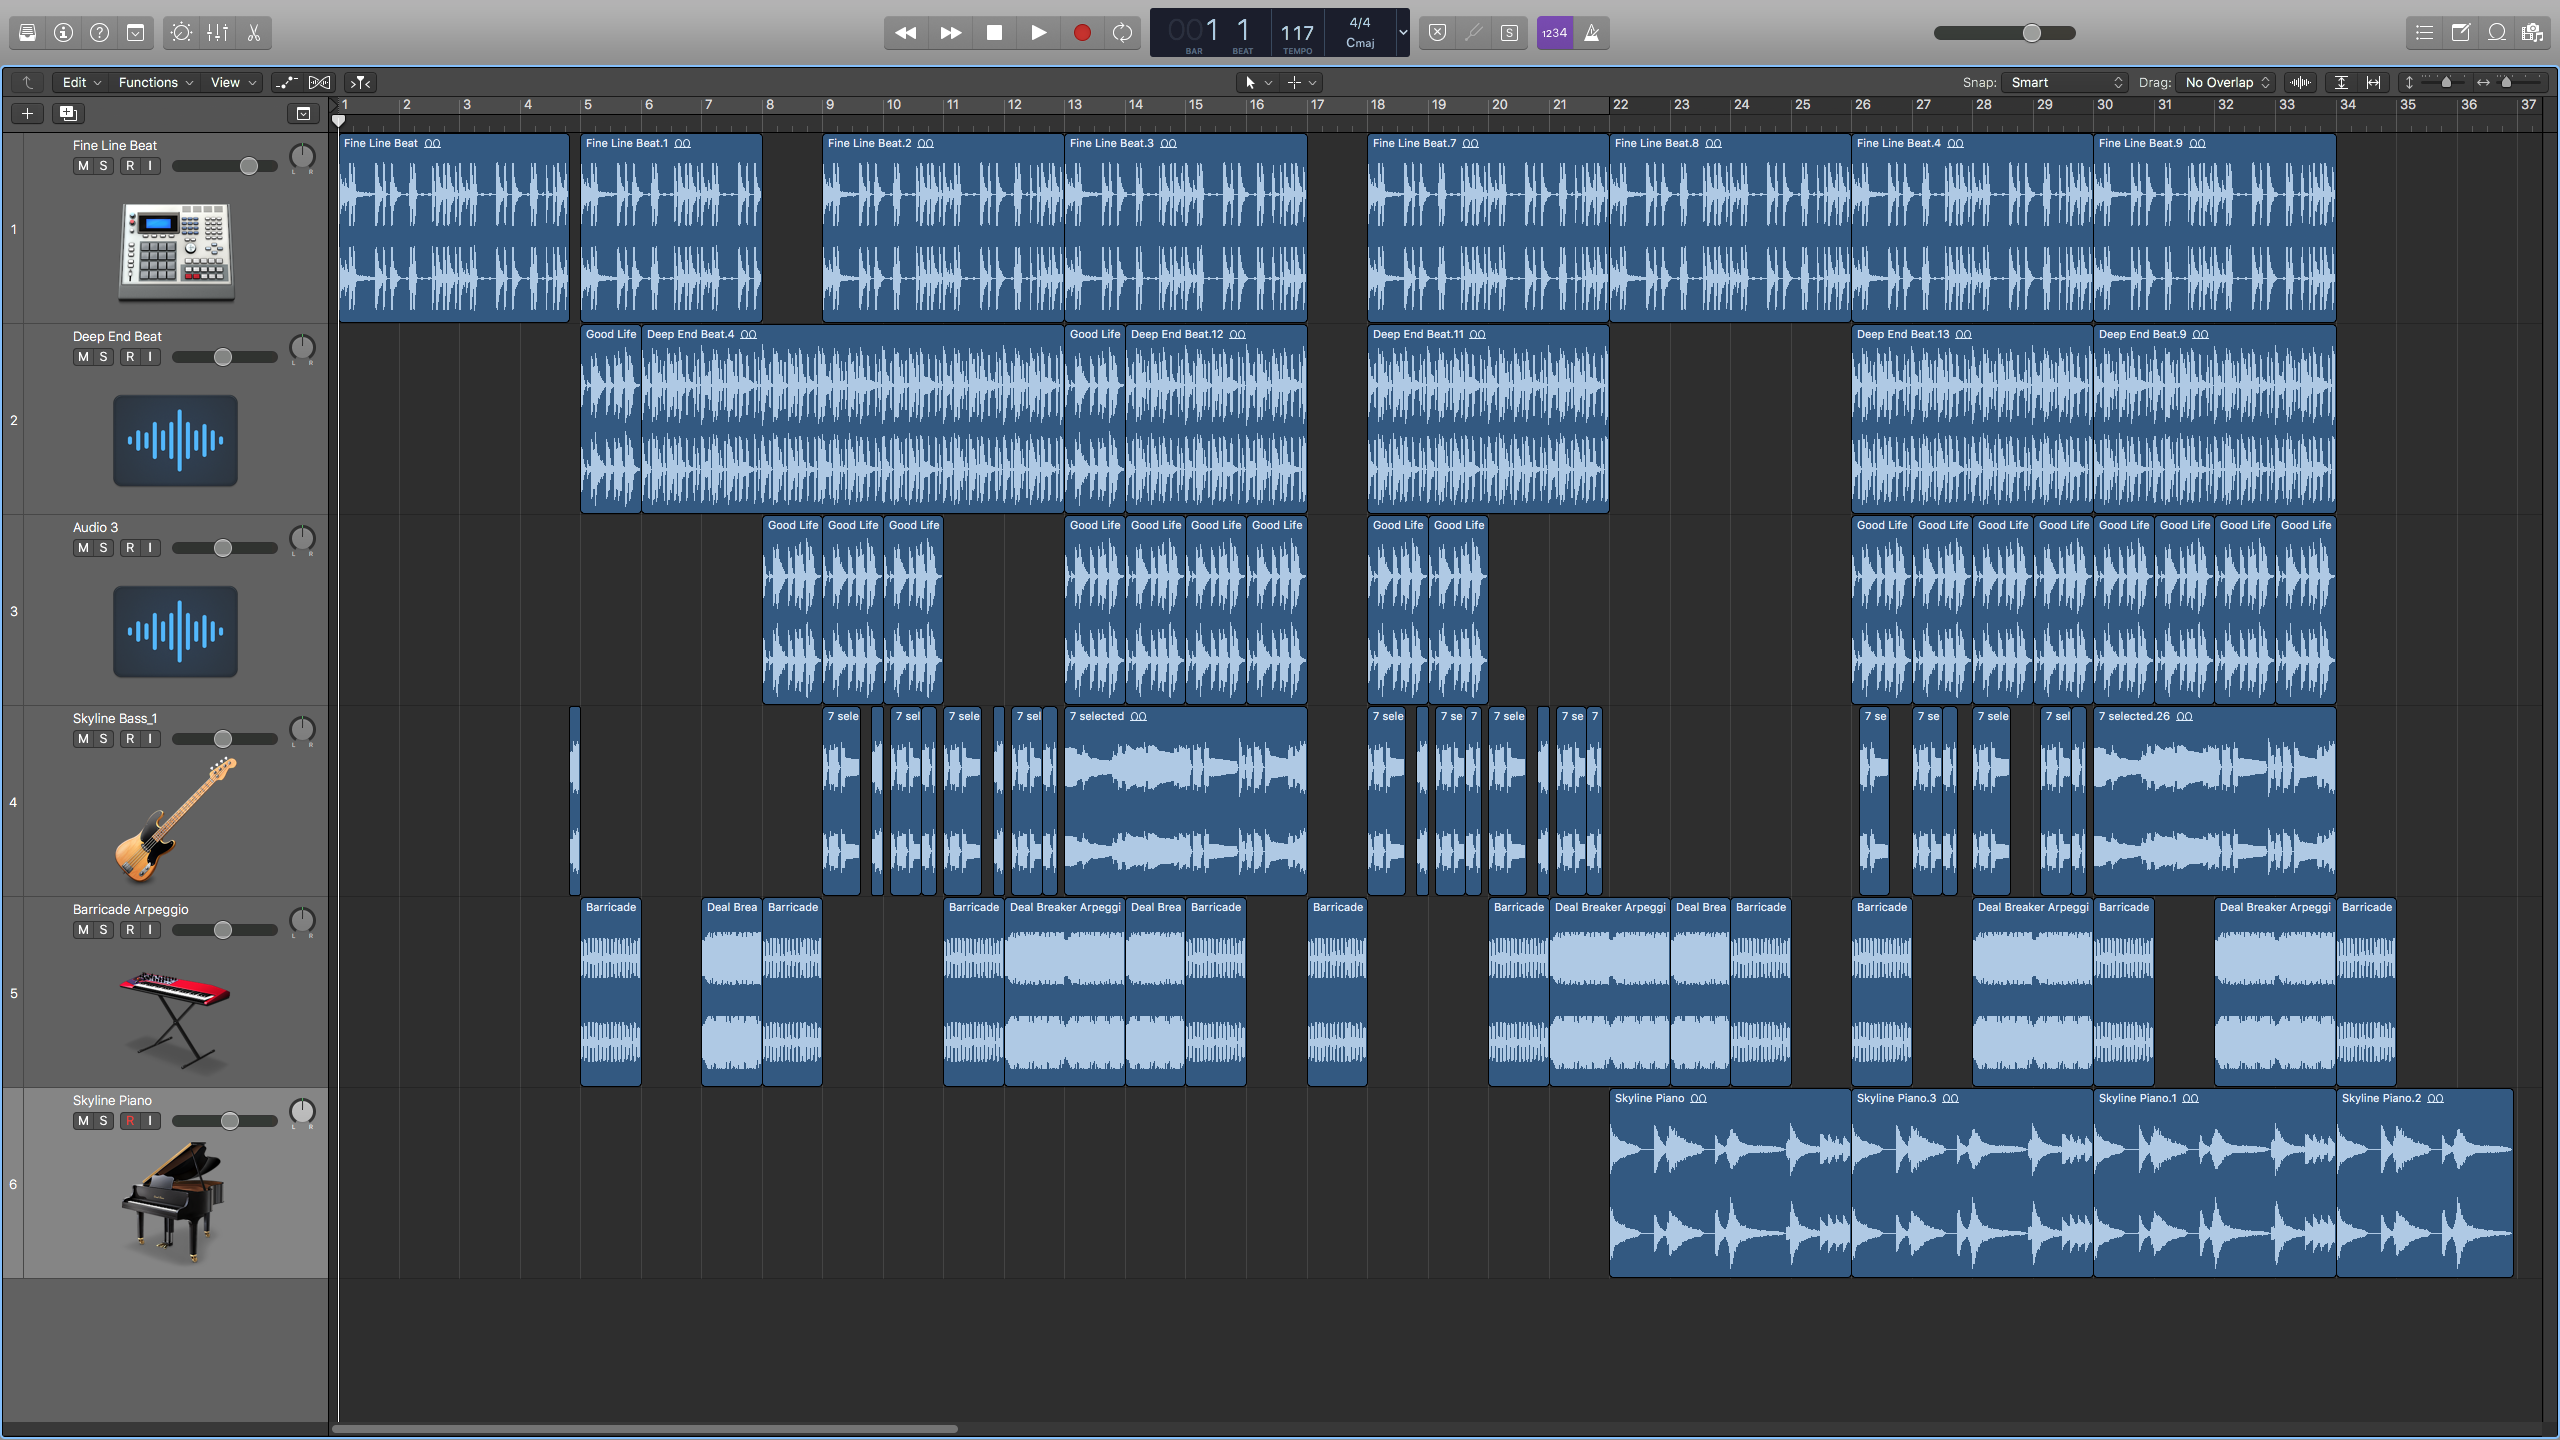 001 1 117 4/4
BAR BEAT TEMPO Cmaj
S 1234
Edit Functions View Snap: Smart Drag: No Overlap
1 2 3 4 5 6 7 8 9 10 11 12 13 14 15 16 17 18 19 20 21 22 23 24 25 26 27 28 29 30 31 32 33 34 35 36 37
Fine Line Beat
M S R I
L R
1
Fine Line Beat Fine Line Beat.1 Fine Line Beat.2 Fine Line Beat.3 Fine Line Beat.7 Fine Line Beat.8 Fine Line Beat.4 Fine Line Beat.9
Deep End Beat
M S R I
L R
2
Good Life Deep End Beat.4 Good Life Deep End Beat.12 Deep End Beat.11 Deep End Beat.13 Deep End Beat.9
Audio 3
M S R I
L R
3
Good Life Good Life Good Life Good Life Good Life Good Life Good Life Good Life Good Life Good Life Good Life Good Life Good Life Good Life Good Life Good Life Good Life
Skyline Bass_1
M S R I
L R
4
7 sele 7 sel 7 sele 7 sel 7 selected 7 sele 7 se 7 7 sele 7 se 7 7 se 7 se 7 sele 7 sel 7 selected.26
Barricade Arpeggio
M S R I
L R
5
Barricade Deal Brea Barricade Barricade Deal Breaker Arpeggi Deal Brea Barricade Barricade Barricade Deal Breaker Arpeggi Deal Brea Barricade Barricade Deal Breaker Arpeggi Barricade Deal Breaker Arpeggi Barricade
Skyline Piano
M S R I
L R
6
Skyline Piano Skyline Piano.3 Skyline Piano.1 Skyline Piano.2